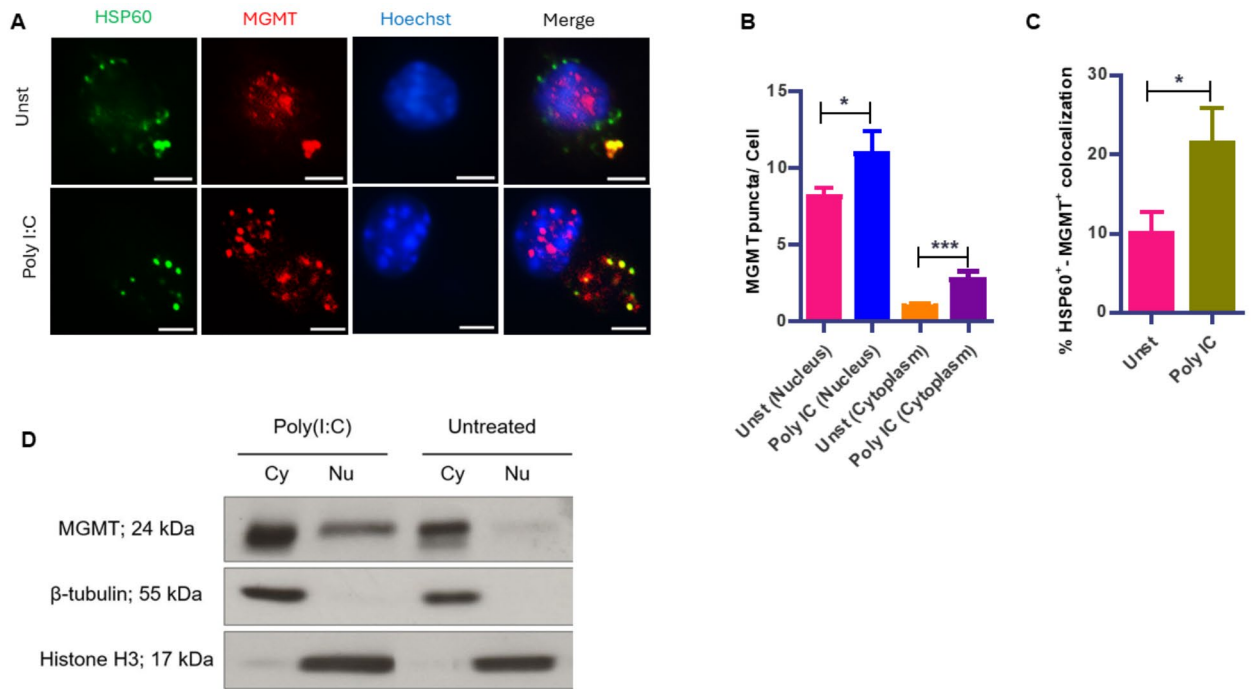 A
HSP60
MGMT
Hoechst
Merge
Unst
Poly I:C
B
MGMTpuncta/ Cell
15
10
5
0
*
***
Unst (Nucleus)
Poly IC (Nucleus)
Unst (Cytoplasm)
Poly IC (Cytoplasm)
C
% HSP60+ - MGMT+ colocalization
30
20
10
0
*
Unst
Poly IC
D
Poly(I:C)
Untreated
Cy
Nu
Cy
Nu
MGMT; 24 kDa
β-tubulin; 55 kDa
Histone H3; 17 kDa